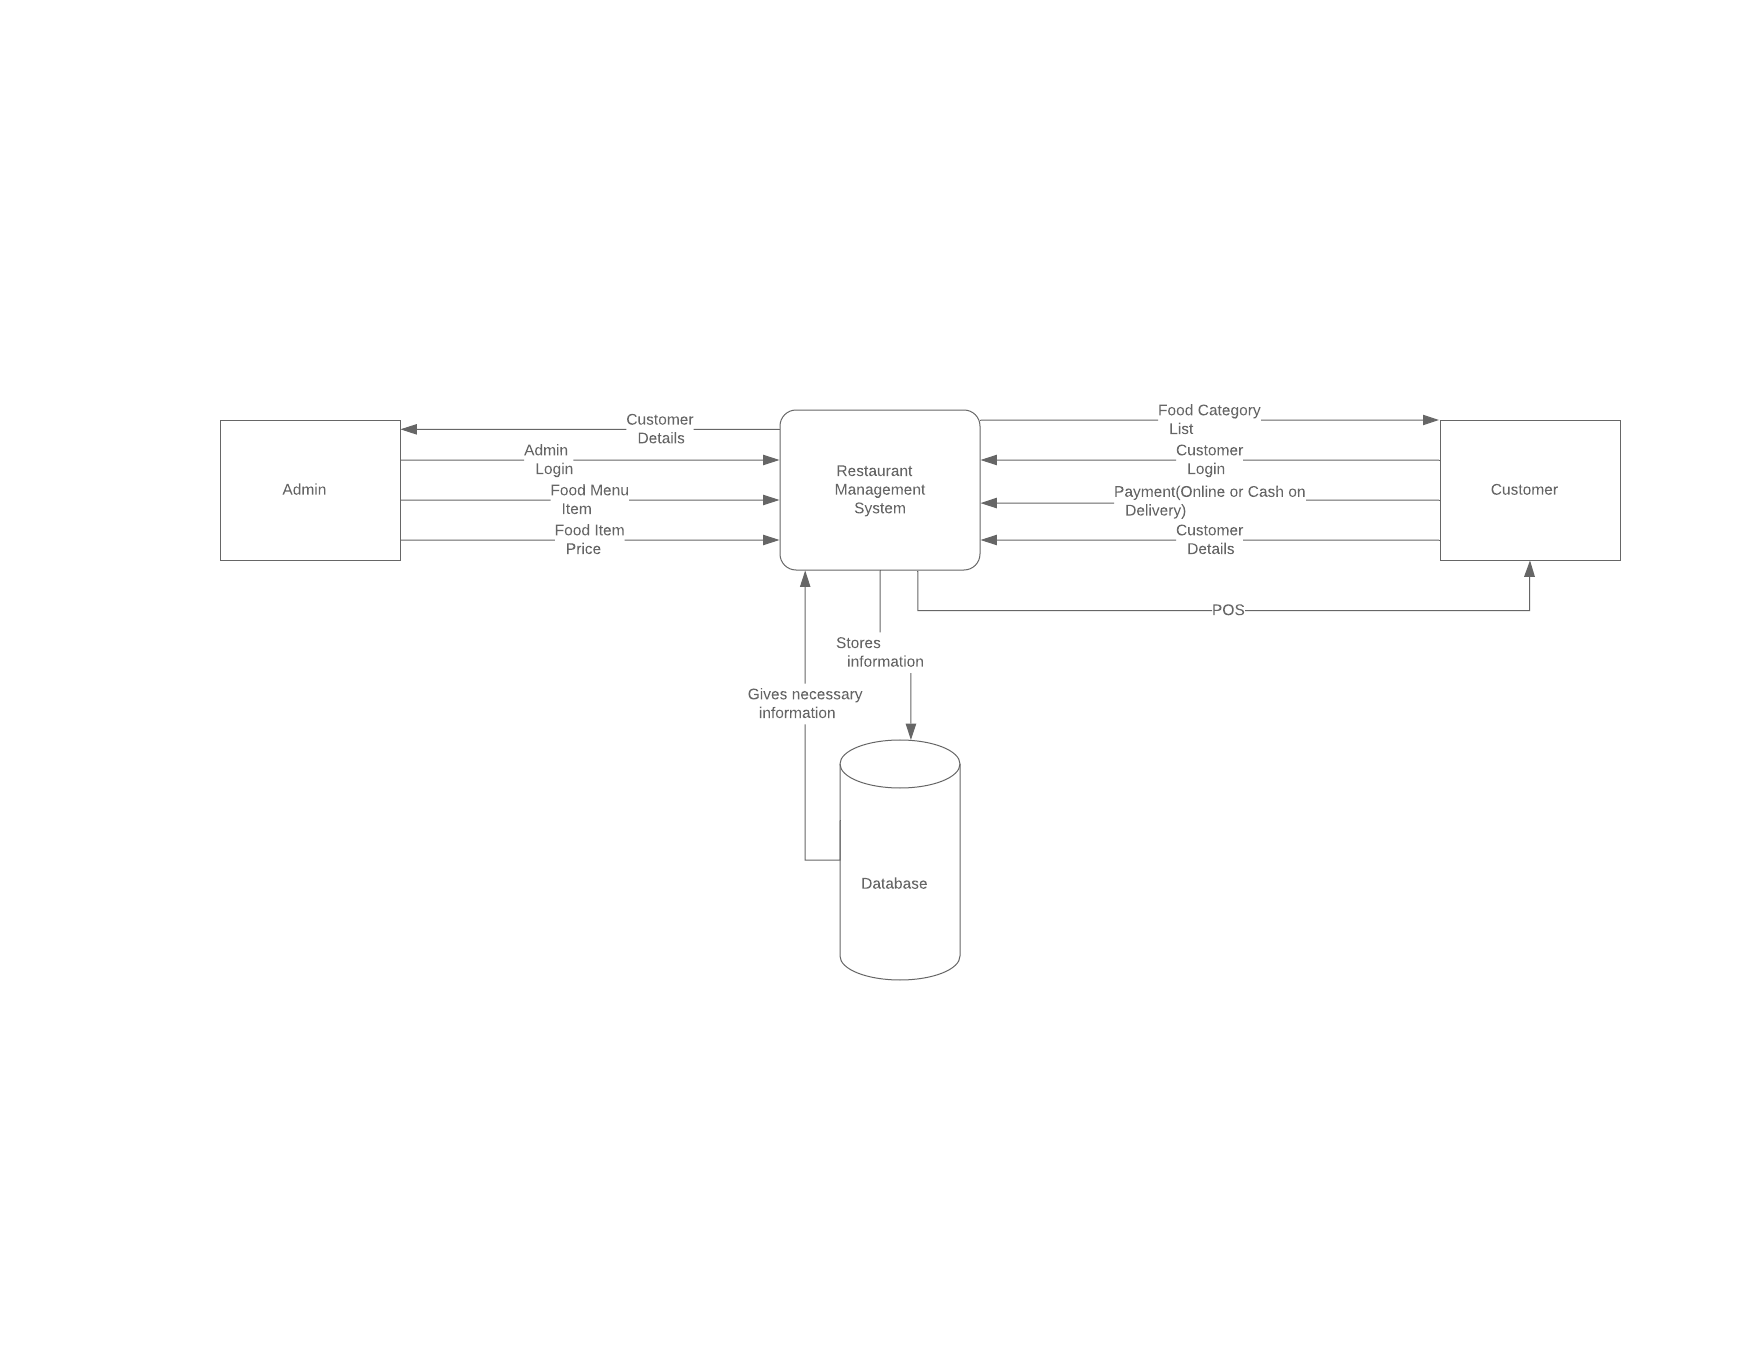 Customer
Details
Admin
Login
Food Menu
Item
Food Item
Price
Admin
Restaurant
Management
System
Food Category
List
Customer
Login
Payment(Online or Cash on
Delivery)
Customer
Details
Customer
POS
Stores
information
Gives necessary
information
Database